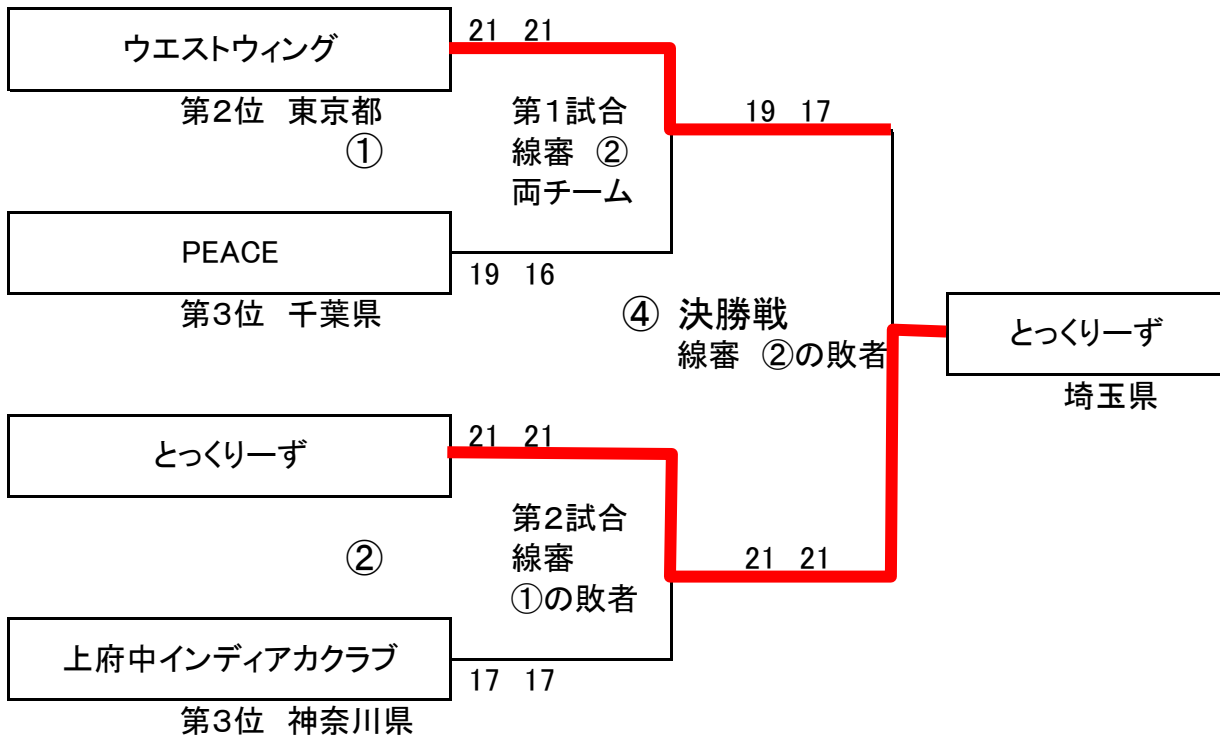 ウエストウィング
21 21
第2位 東京都
①
第1試合
線審 ②
両チーム
19 17
PEACE
19 16
第3位 千葉県
④ 決勝戦
線審 ②の敗者
とっくりーず
埼玉県
とっくりーず
21 21
②
第2試合
線審
①の敗者
21 21
上府中インディアカクラブ
17 17
第3位 神奈川県